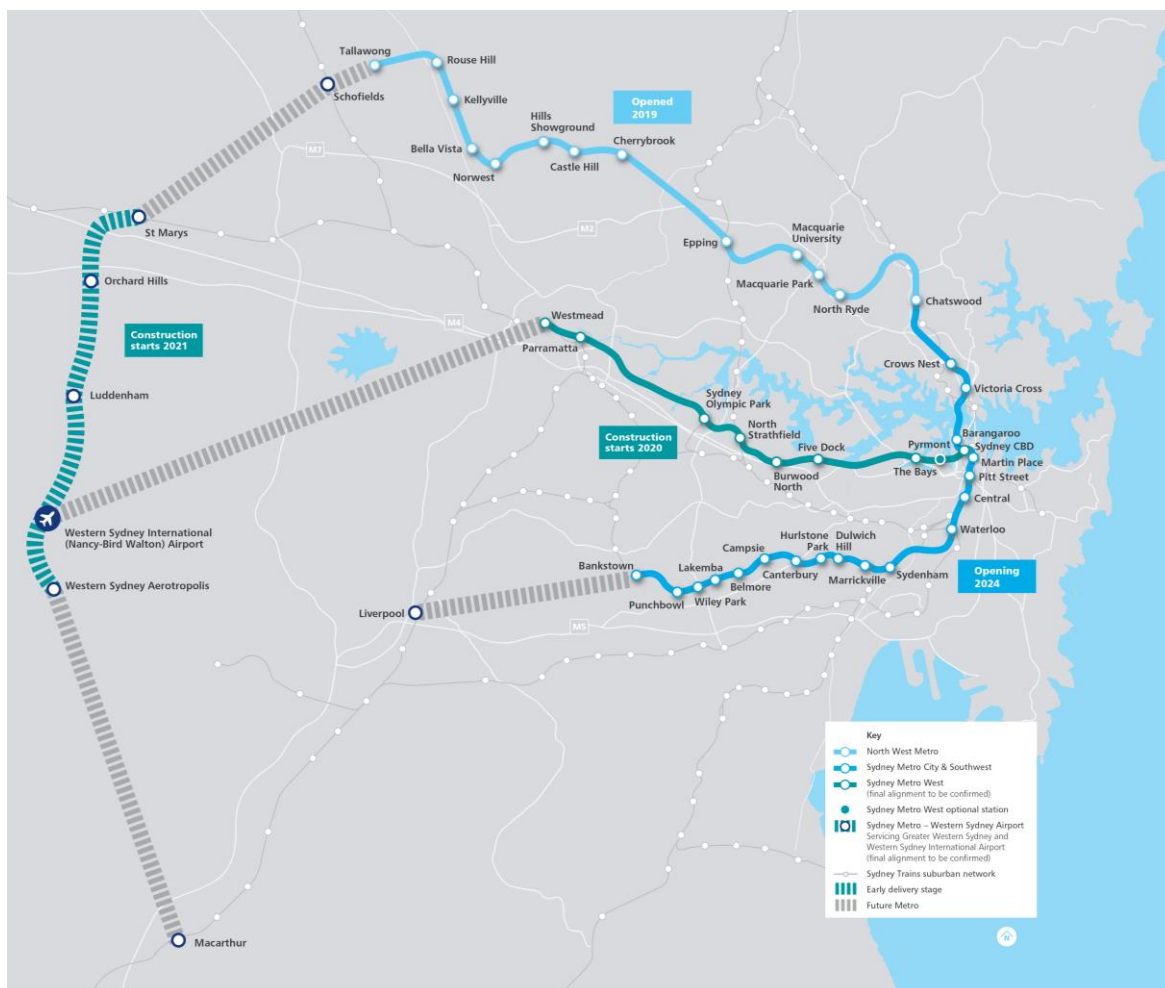 Tallawong
Rouse Hill
Schofields
Kellyville
Opened
2019
Hills
Showground
Cherrybrook
M7
Bella Vista
Castle Hill
Norwest
St Marys
M2
Macquarie
University
Epping
Orchard Hills
Macquarie Park
North Ryde
Chatswood
Westmead
M4
Construction
starts 2021
Parramatta
Crows Nest
Luddenham
Victoria Cross
Sydney
Olympic Park
North
Strathfield
Construction
starts 2020
Five Dock
Pyrmont
Barangaroo
Sydney CBD
Martin Place
The Bays
Pitt Street
Burwood
North
Central
Western Sydney International
(Nancy-Bird Walton) Airport
Waterloo
Hurlstone
Park
Dulwich
Hill
Campsie
Bankstown
Lakemba
Canterbury
Marrickville
Sydenham
Opening
2024
Western Sydney Aerotropolis
Belmore
Wiley Park
Punchbowl
Liverpool
M5
Key
North West Metro
Sydney Metro City & Southwest
Sydney Metro West
(final alignment to be confirmed)
Sydney Metro West optional station
Sydney Metro – Western Sydney Airport
Servicing Greater Western Sydney and
Western Sydney International Airport
(final alignment to be confirmed)
Sydney Trains suburban network
Early delivery stage
Future Metro
Macarthur
N